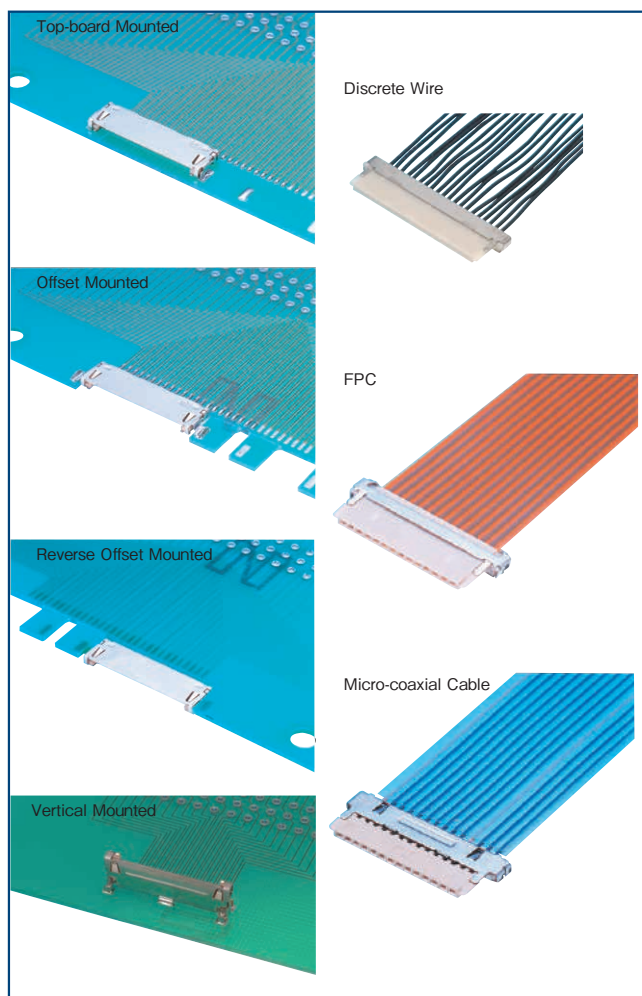 Top-board Mounted
Discrete Wire
Offset Mounted
FPC
Reverse Offset Mounted
Micro-coaxial Cable
Vertical Mounted